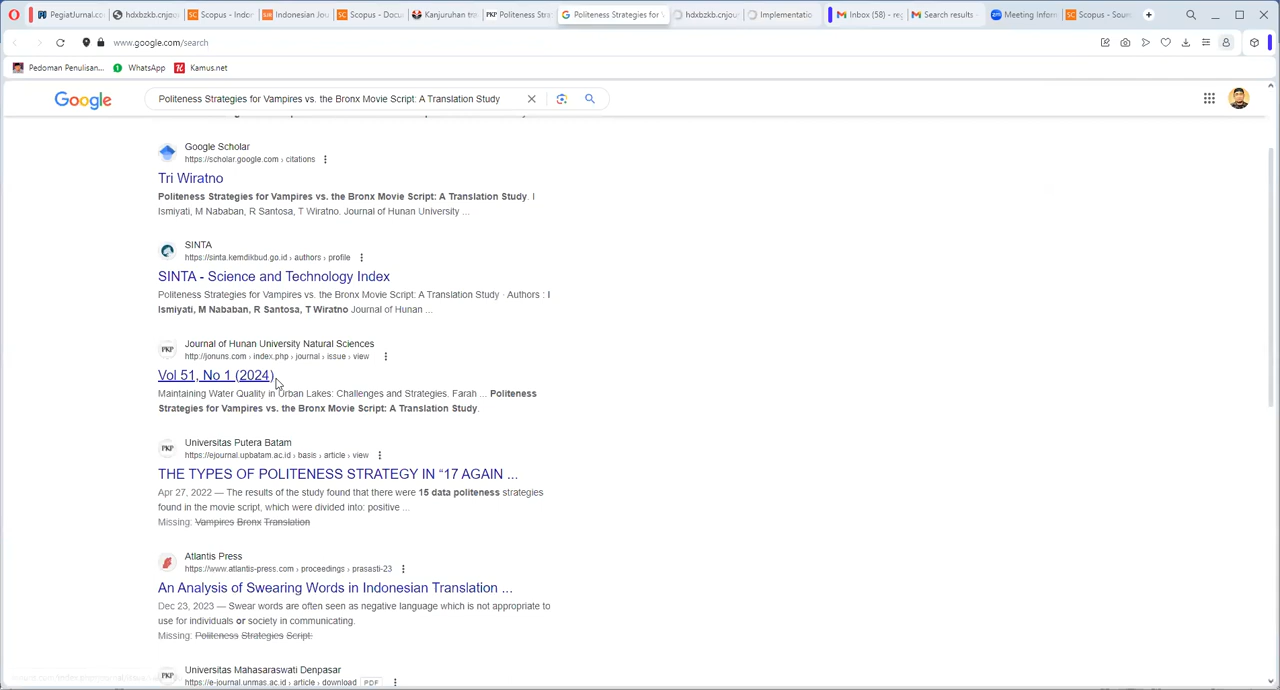 PegiatJurnal.co
hdxbzkb.cnjou
Scopus - Indo
Indonesian Jou
Scopus - Docu
Kanjuruhan tra
PKP Politeness Stra
Politeness Strategies for V
hdxbzkb.cnjou
Implementatio
Inbox (58) - reg
Search results -
Meeting Inform
Scopus - Sour
www.google.com/search
Pedoman Penulisan...
WhatsApp
Kamus.net
Google
Politeness Strategies for Vampires vs. the Bronx Movie Script: A Translation Study
Google Scholar
https://scholar.google.com › citations
Tri Wiratno
Politeness Strategies for Vampires vs. the Bronx Movie Script: A Translation Study. I
Ismiyati, M Nababan, R Santosa, T Wiratno. Journal of Hunan University ...
SINTA
https://sinta.kemdikbud.go.id › authors › profile
SINTA - Science and Technology Index
Politeness Strategies for Vampires vs. the Bronx Movie Script: A Translation Study · Authors : I
Ismiyati, M Nababan, R Santosa, T Wiratno Journal of Hunan ...
PKP
Journal of Hunan University Natural Sciences
http://jonuns.com › index.php › journal › issue › view
Vol 51, No 1 (2024)
Maintaining Water Quality in Urban Lakes: Challenges and Strategies. Farah ... Politeness
Strategies for Vampires vs. the Bronx Movie Script: A Translation Study.
PKP
Universitas Putera Batam
https://ejournal.upbatam.ac.id › basis › article › view
THE TYPES OF POLITENESS STRATEGY IN “17 AGAIN ...
Apr 27, 2022 — The results of the study found that there were 15 data politeness strategies
found in the movie script, which were divided into: positive ...
Missing: Vampires Bronx Translation
Atlantis Press
https://www.atlantis-press.com › proceedings › prasasti-23
An Analysis of Swearing Words in Indonesian Translation ...
Dec 23, 2023 — Swear words are often seen as negative language which is not appropriate to
use for individuals or society in communicating.
Missing: Politeness Strategies Script
PKP
Universitas Mahasaraswati Denpasar
https://e-journal.unmas.ac.id › article › download PDF